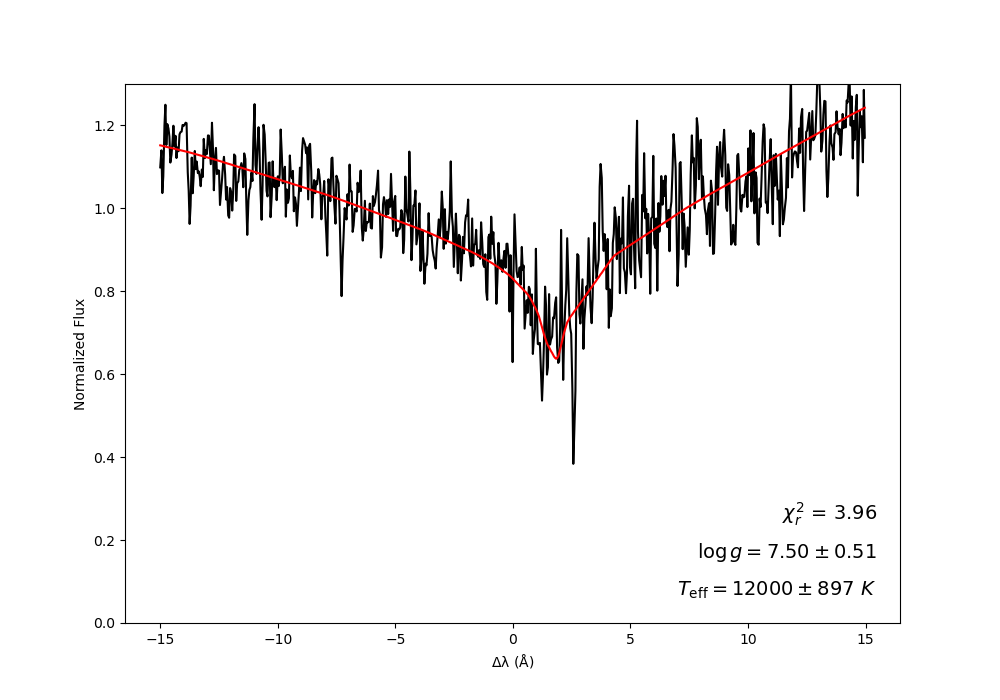 1.2
1.0
0.8
0.6
0.4
0.2
0.0
Normalized Flux
χ²ᵣ = 3.96
log g = 7.50 ± 0.51
T_eff = 12000 ± 897 K
−15 −10 −5 0 5 10 15
Δλ (Å)